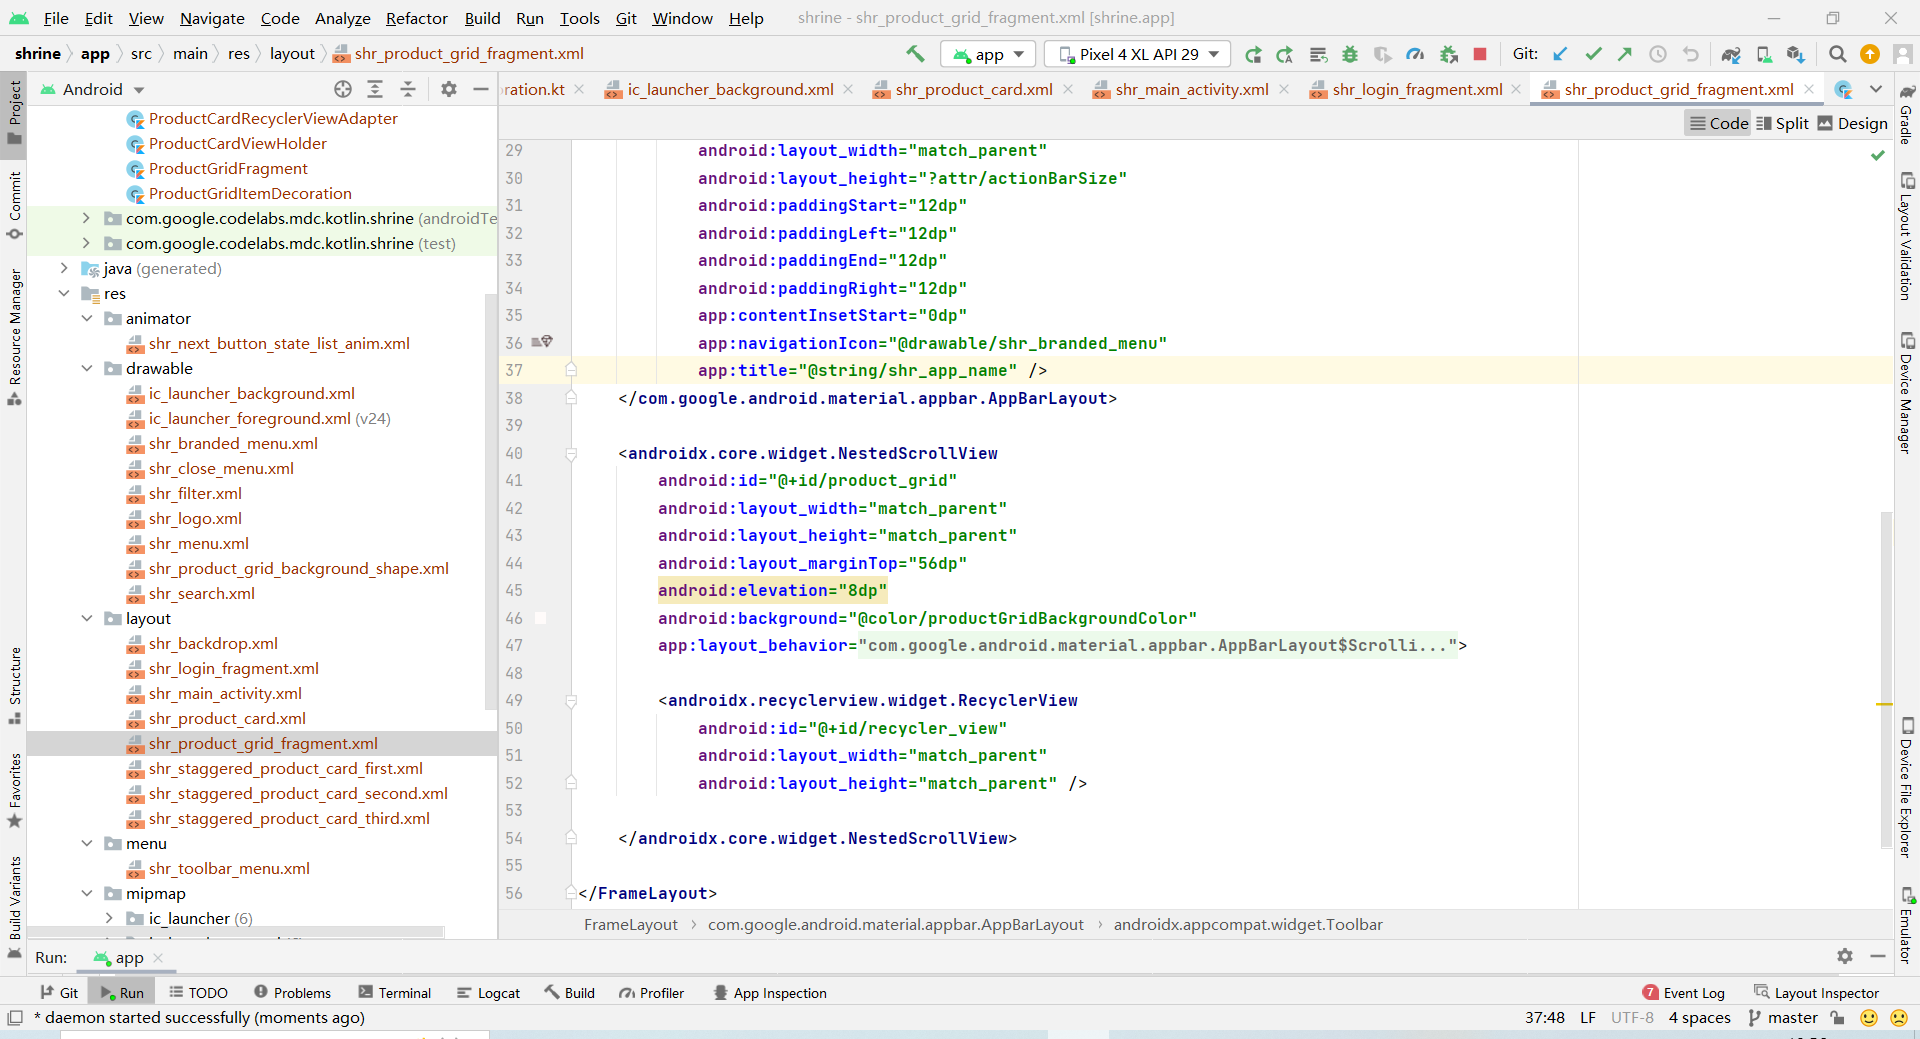 File Edit View Navigate Code Analyze Refactor Build Run Tools Git Window Help shrine - shr_product_grid_fragment.xml [shrine.app]
shrine app src main res layout shr_product_grid_fragment.xml app Pixel 4 XL API 29 Git:
Android
ration.kt ic_launcher_background.xml shr_product_card.xml shr_main_activity.xml shr_login_fragment.xml shr_product_grid_fragment.xml
Code Split Design
Project
Commit
Resource Manager
Structure
Favorites
Build Variants
ProductCardRecyclerViewAdapter
ProductCardViewHolder
ProductGridFragment
ProductGridItemDecoration
com.google.codelabs.mdc.kotlin.shrine (androidTe
com.google.codelabs.mdc.kotlin.shrine (test)
java (generated)
res
animator
shr_next_button_state_list_anim.xml
drawable
ic_launcher_background.xml
ic_launcher_foreground.xml (v24)
shr_branded_menu.xml
shr_close_menu.xml
shr_filter.xml
shr_logo.xml
shr_menu.xml
shr_product_grid_background_shape.xml
shr_search.xml
layout
shr_backdrop.xml
shr_login_fragment.xml
shr_main_activity.xml
shr_product_card.xml
shr_product_grid_fragment.xml
shr_staggered_product_card_first.xml
shr_staggered_product_card_second.xml
shr_staggered_product_card_third.xml
menu
shr_toolbar_menu.xml
mipmap
ic_launcher (6)
29 android:layout_width="match_parent"
30 android:layout_height="?attr/actionBarSize"
31 android:paddingStart="12dp"
32 android:paddingLeft="12dp"
33 android:paddingEnd="12dp"
34 android:paddingRight="12dp"
35 app:contentInsetStart="0dp"
36 app:navigationIcon="@drawable/shr_branded_menu"
37 app:title="@string/shr_app_name" />
38 </com.google.android.material.appbar.AppBarLayout>
39
40 <androidx.core.widget.NestedScrollView
41 android:id="@+id/product_grid"
42 android:layout_width="match_parent"
43 android:layout_height="match_parent"
44 android:layout_marginTop="56dp"
45 android:elevation="8dp"
46 android:background="@color/productGridBackgroundColor"
47 app:layout_behavior="com.google.android.material.appbar.AppBarLayout$Scrolli...">
48
49 <androidx.recyclerview.widget.RecyclerView
50 android:id="@+id/recycler_view"
51 android:layout_width="match_parent"
52 android:layout_height="match_parent" />
53
54 </androidx.core.widget.NestedScrollView>
55
56 </FrameLayout>
FrameLayout com.google.android.material.appbar.AppBarLayout androidx.appcompat.widget.Toolbar
Gradle
Layout Validation
Device Manager
Device File Explorer
Emulator
Run: app
Git Run TODO Problems Terminal Logcat Build Profiler App Inspection 7 Event Log Layout Inspector
* daemon started successfully (moments ago) 37:48 LF UTF-8 4 spaces master